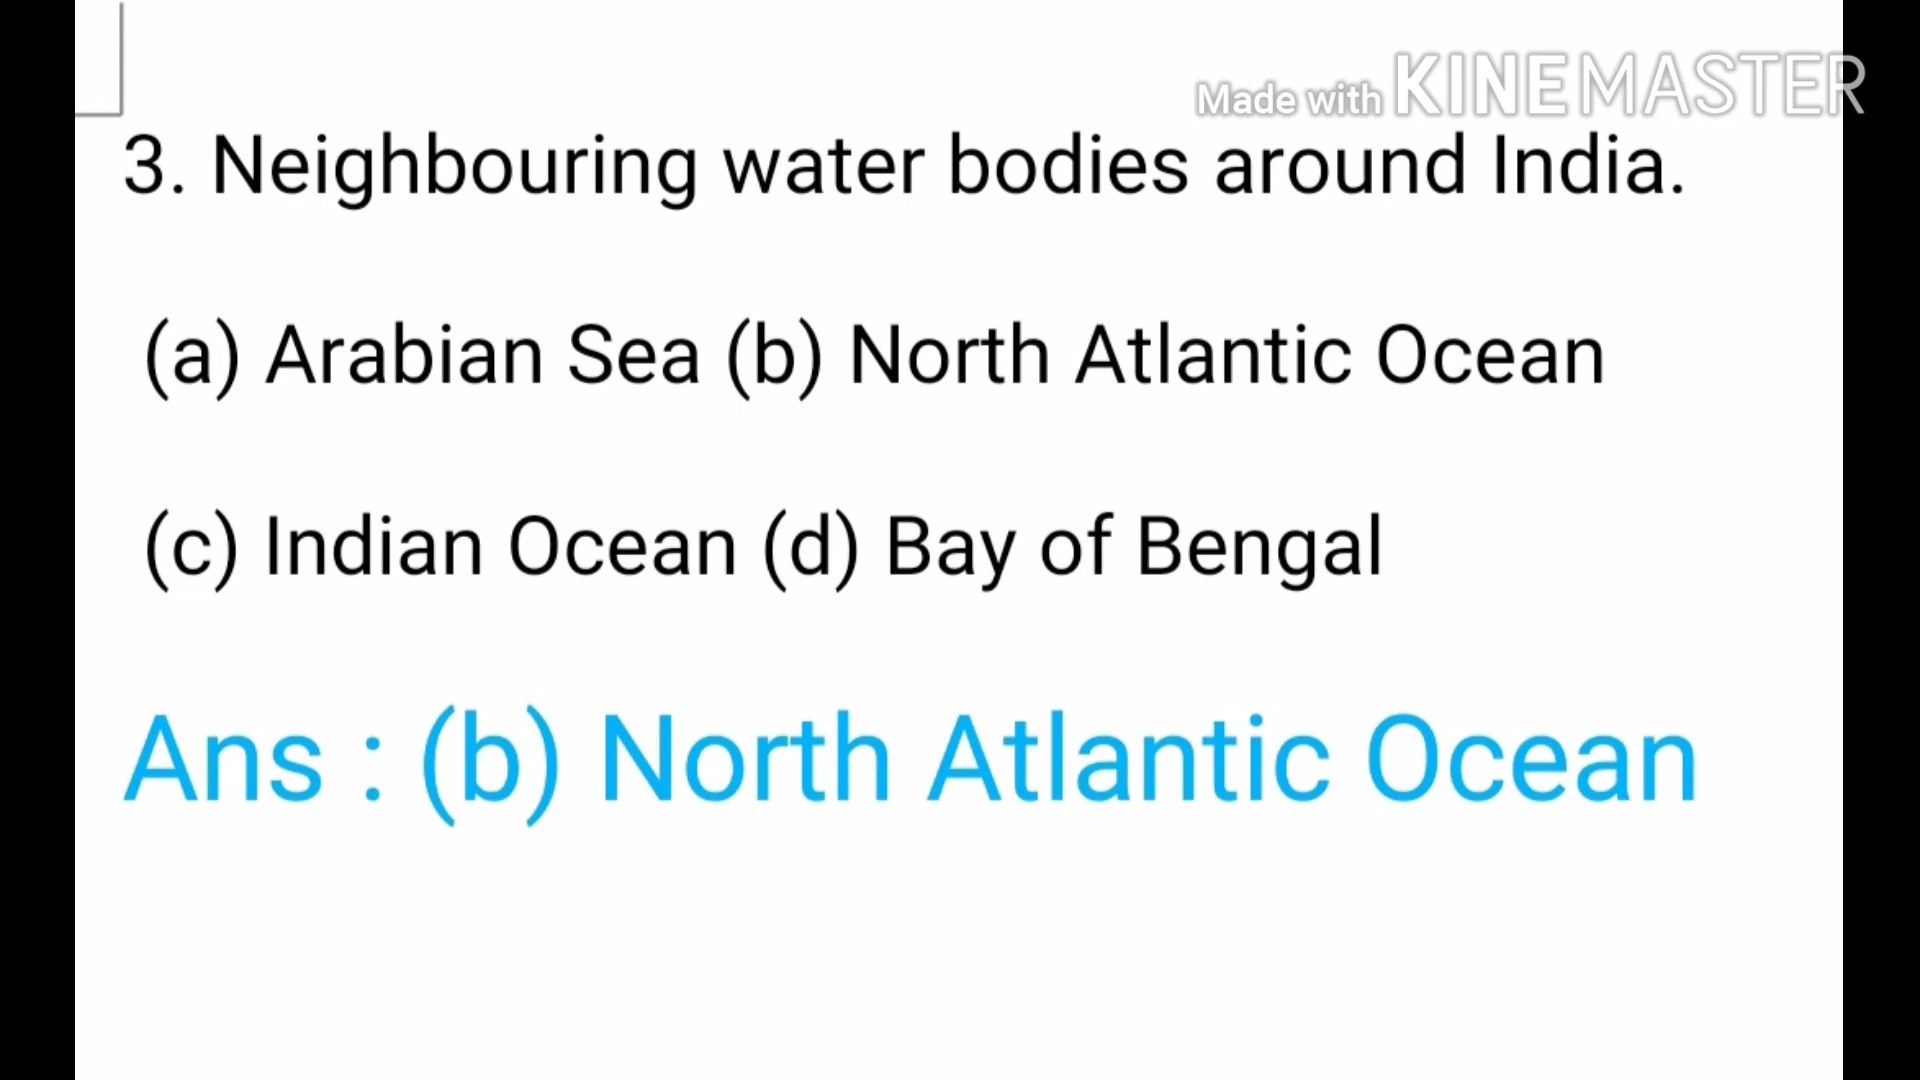 Made with KINEMASTER
3. Neighbouring water bodies around India.
(a) Arabian Sea (b) North Atlantic Ocean
(c) Indian Ocean (d) Bay of Bengal
Ans : (b) North Atlantic Ocean